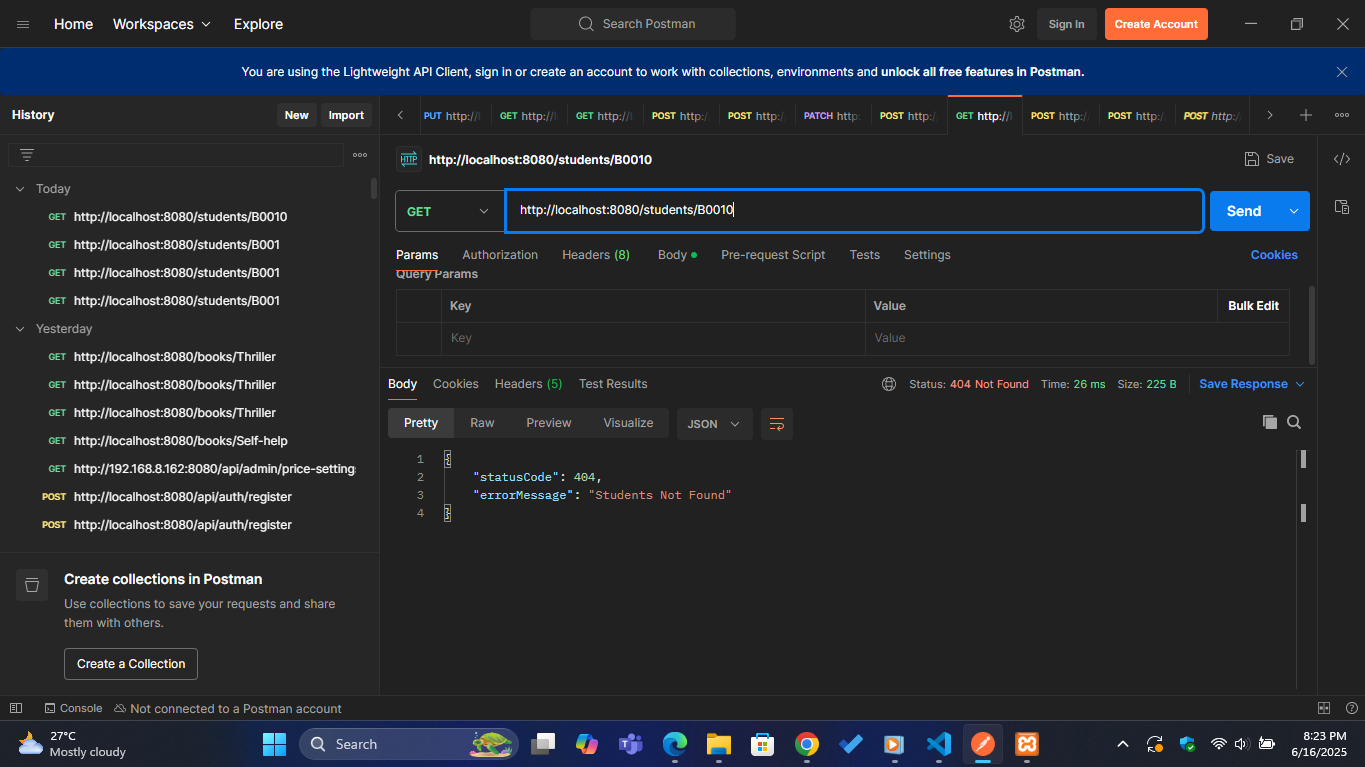 Home Workspaces Explore Search Postman Sign In Create Account
You are using the Lightweight API Client, sign in or create an account to work with collections, environments and unlock all free features in Postman.
History New Import
PUT http:// GET http:// GET http:// POST http:/ POST http:/ PATCH http: POST http:/ GET http:// POST http:/ POST http:/ POST http:/
HTTP http://localhost:8080/students/B0010 Save
Today
GET http://localhost:8080/students/B0010
GET http://localhost:8080/students/B001
GET http://localhost:8080/students/B001
GET http://localhost:8080/students/B001
Yesterday
GET http://localhost:8080/books/Thriller
GET http://localhost:8080/books/Thriller
GET http://localhost:8080/books/Thriller
GET http://localhost:8080/books/Self-help
GET http://192.168.8.162:8080/api/admin/price-setting
POST http://localhost:8080/api/auth/register
POST http://localhost:8080/api/auth/register
Create collections in Postman
Use collections to save your requests and share
them with others.
Create a Collection
GET http://localhost:8080/students/B0010 Send
Params Authorization Headers (8) Body Pre-request Script Tests Settings Cookies
Query Params
Key Value Bulk Edit
Key Value
Body Cookies Headers (5) Test Results Status: 404 Not Found Time: 26 ms Size: 225 B Save Response
Pretty Raw Preview Visualize JSON
1 {
2 "statusCode": 404,
3 "errorMessage": "Students Not Found"
4 }
Console Not connected to a Postman account
27°C
Mostly cloudy
Search
8:23 PM
6/16/2025